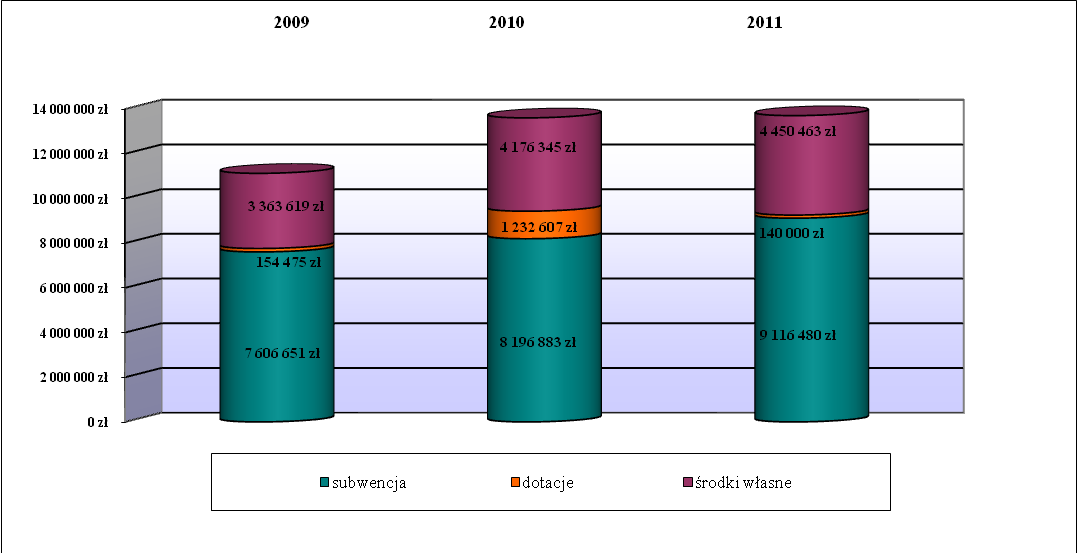 2009 2010 2011
14 000 000 zł
12 000 000 zł
10 000 000 zł
8 000 000 zł
6 000 000 zł
4 000 000 zł
2 000 000 zł
0 zł
3 363 619 zł
154 475 zł
7 606 651 zł
4 176 345 zł
1 232 607 zł
8 196 883 zł
4 450 463 zł
140 000 zł
9 116 480 zł
subwencja dotacje środki własne